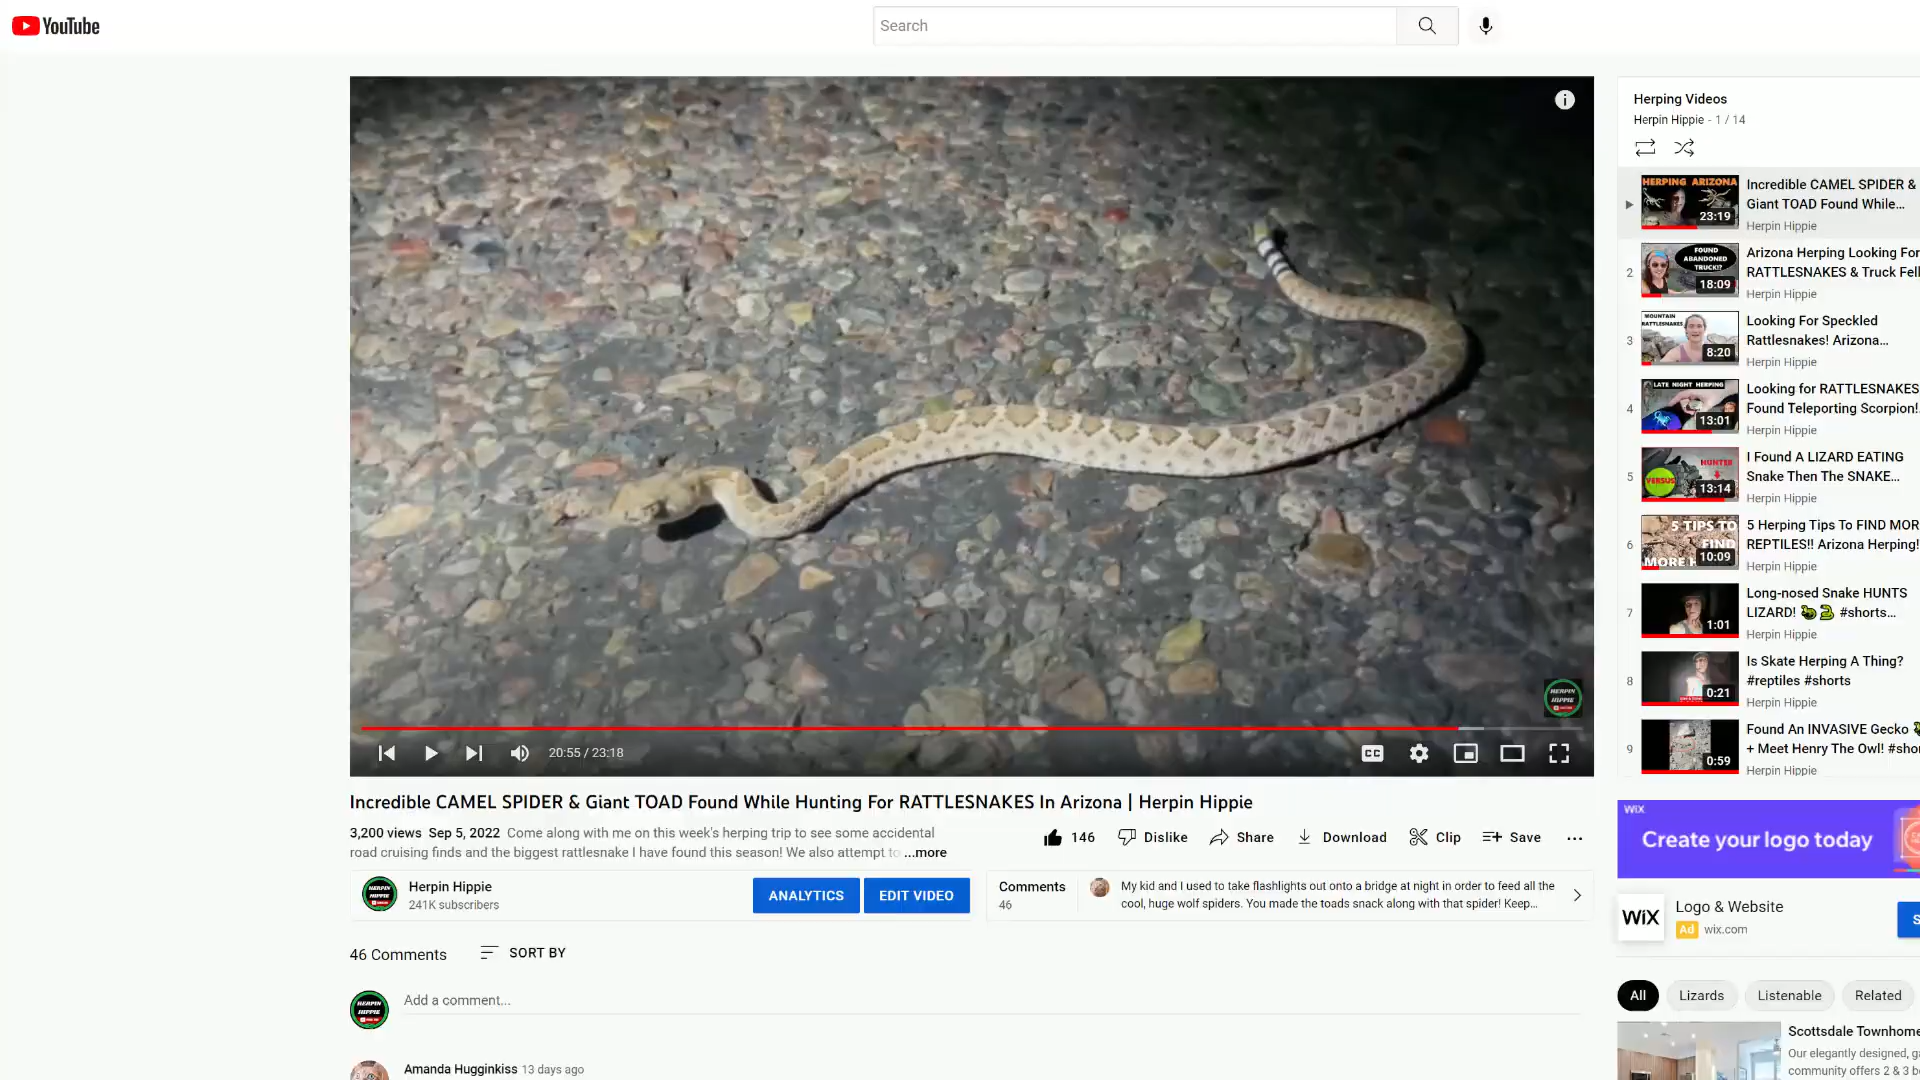 YouTube
Search
Herping Videos
Herpin Hippie - 1 / 14
HERPING ARIZONA
23:19
Incredible CAMEL SPIDER &
Giant TOAD Found While...
Herpin Hippie
2
FOUND
ABANDONED
TRUCK!?
18:09
Arizona Herping Looking For
RATTLESNAKES & Truck Fell
Herpin Hippie
3
MOUNTAIN
RATTLESNAKES
8:20
Looking For Speckled
Rattlesnakes! Arizona...
Herpin Hippie
4
LATE NIGHT HERPING
13:01
Looking for RATTLESNAKES
Found Teleporting Scorpion!
Herpin Hippie
5
HUNTER
VERSUS
13:14
I Found A LIZARD EATING
Snake Then The SNAKE...
Herpin Hippie
6
5 TIPS TO
FIND
MORE
10:09
5 Herping Tips To FIND MOR
REPTILES!! Arizona Herping!
Herpin Hippie
7
1:01
Long-nosed Snake HUNTS
LIZARD! 🦎🐍 #shorts...
Herpin Hippie
8
0:21
Is Skate Herping A Thing?
#reptiles #shorts
Herpin Hippie
9
0:59
Found An INVASIVE Gecko
+ Meet Henry The Owl! #sho
Herpin Hippie
HERPIN
HIPPIE
20:55 / 23:18
CC
Incredible CAMEL SPIDER & Giant TOAD Found While Hunting For RATTLESNAKES In Arizona | Herpin Hippie
3,200 views Sep 5, 2022 Come along with me on this week's herping trip to see some accidental
road cruising finds and the biggest rattlesnake I have found this season! We also attempt to ...more
146 Dislike Share Download Clip Save
HERPIN
HIPPIE
Herpin Hippie
241K subscribers
ANALYTICS
EDIT VIDEO
Comments
46
My kid and I used to take flashlights out onto a bridge at night in order to feed all the
cool, huge wolf spiders. You made the toads snack along with that spider! Keep...
46 Comments SORT BY
HERPIN
HIPPIE
Add a comment...
Amanda Hugginkiss 13 days ago
WiX
Create your logo today
WiX
Logo & Website
Ad wix.com
S
All Lizards Listenable Related
Scottsdale Townhome
Our elegantly designed, g
community offers 2 & 3 b